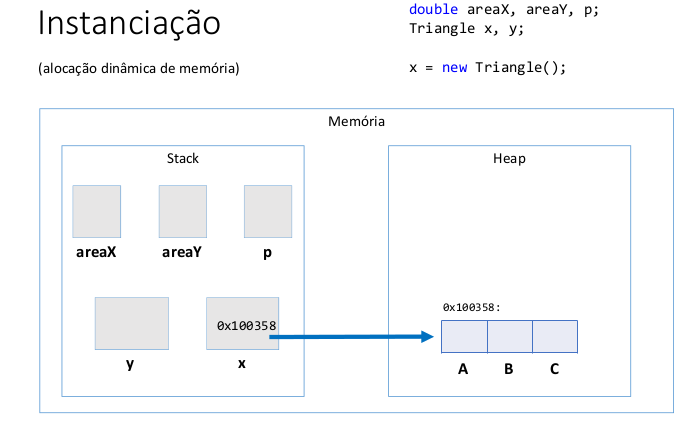 Instanciação
(alocação dinâmica de memória)
double areaX, areaY, p;
Triangle x, y;
x = new Triangle();
Memória
Stack
areaX areaY p
y
0x100358
x
Heap
0x100358:
A B C